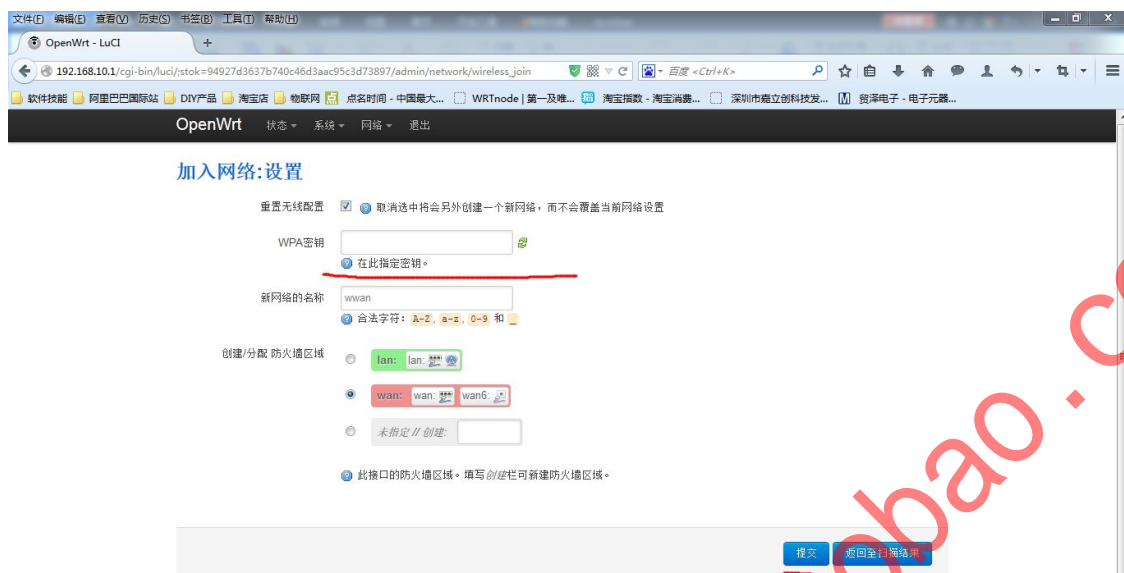 文件(F) 编辑(E) 查看(V) 历史(S) 书签(B) 工具(T) 帮助(H)
OpenWrt - LuCI +
192.168.10.1/cgi-bin/luci/;stok=94927d3637b740c46d3aac95c3d73897/admin/network/wireless_join 百度 <Ctrl+K>
软件技能 阿里巴巴国际站 DIY产品 淘宝店 物联网 点名时间 - 中国最大... WRTnode | 第一及唯... 淘宝指数 - 淘宝消费... 深圳市嘉立创科技发... 贸泽电子 - 电子元器...
OpenWrt 状态 系统 网络 退出
加入网络:设置
重置无线配置 取消选中将会另外创建一个新网络，而不会覆盖当前网络设置
WPA密钥
在此指定密钥。
新网络的名称 wwan
合法字符: A-Z, a-z, 0-9 和 _
创建/分配 防火墙区域 lan: lan:
wan: wan: wan6:
未指定 // 创建:
此接口的防火墙区域。填写创建栏可新建防火墙区域。
提交 返回至扫描结果
obao.c